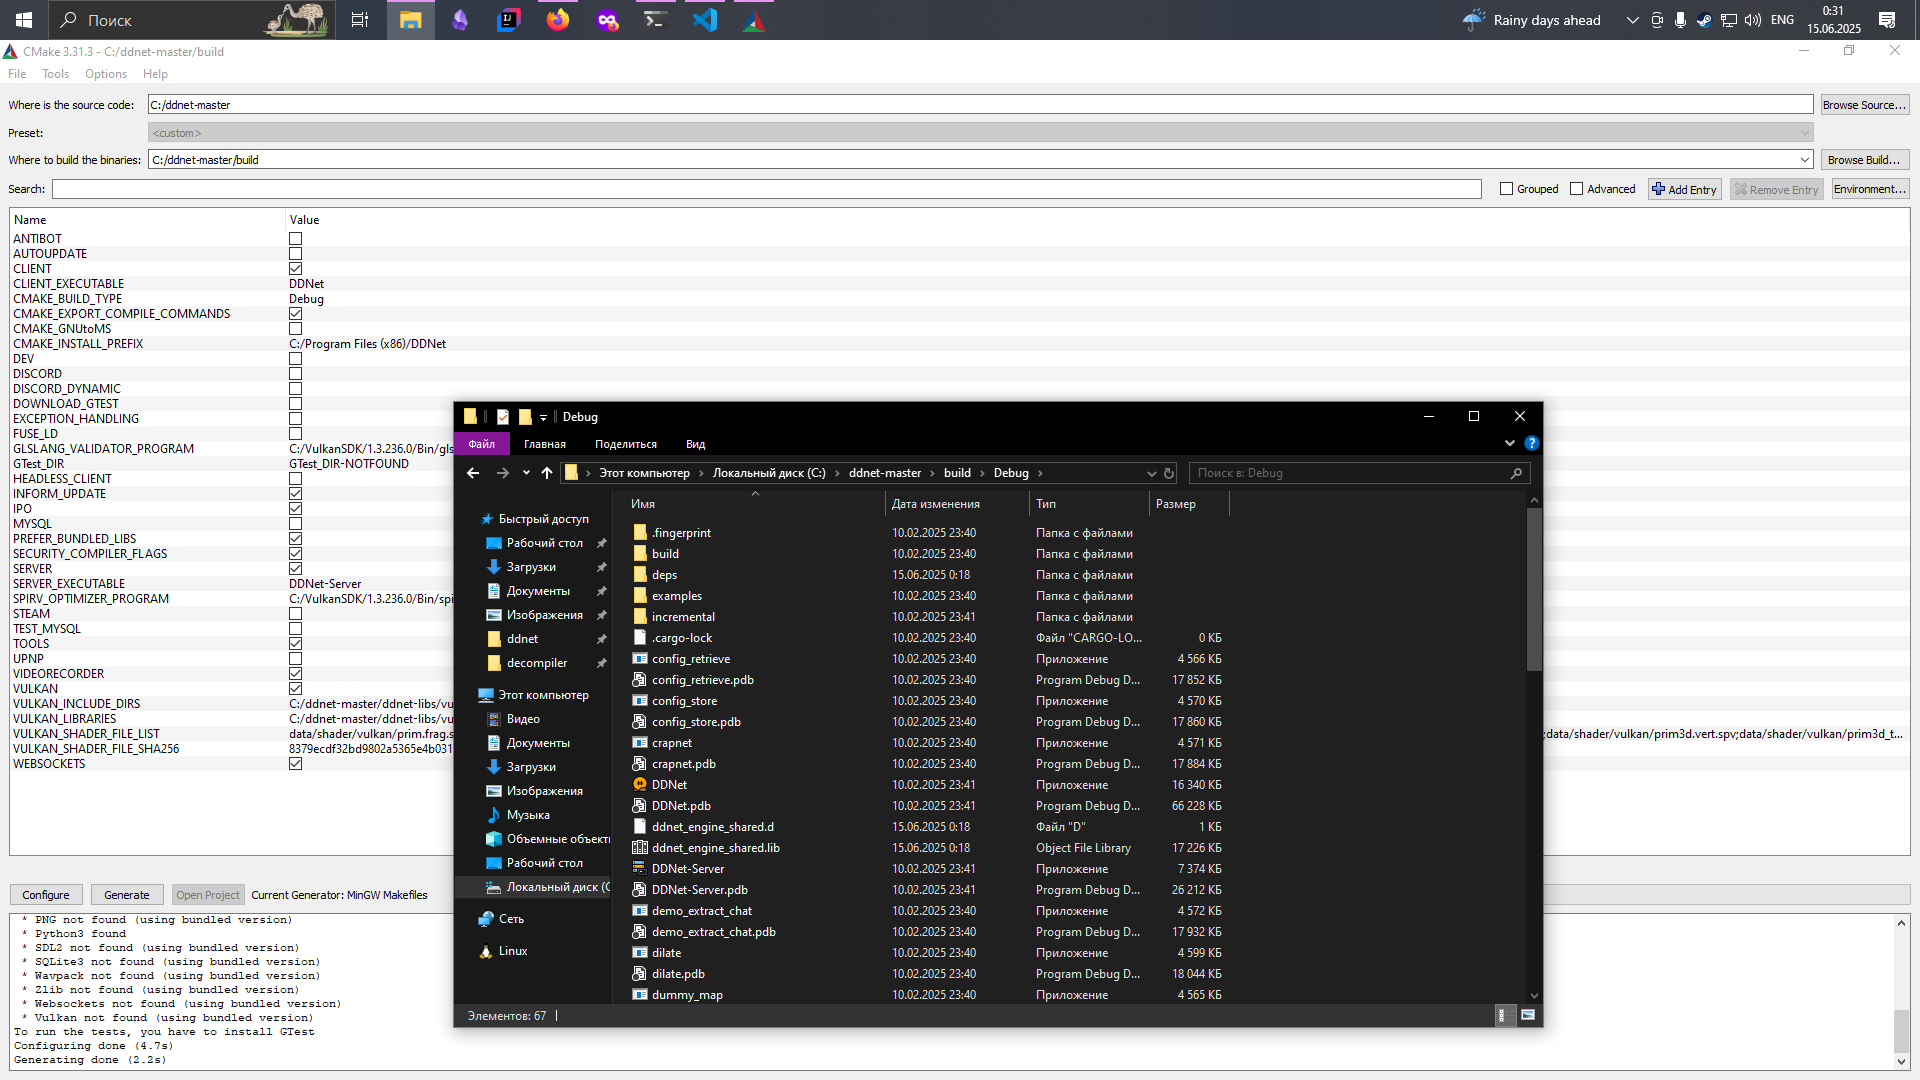 Поиск
Rainy days ahead
ENG
0:31
15.06.2025
CMake 3.31.3 - C:/ddnet-master/build
File Tools Options Help
Where is the source code: C:/ddnet-master Browse Source...
Preset: <custom>
Where to build the binaries: C:/ddnet-master/build Browse Build...
Search: Grouped Advanced Add Entry Remove Entry Environment...
Name Value
ANTIBOT
AUTOUPDATE
CLIENT
CLIENT_EXECUTABLE DDNet
CMAKE_BUILD_TYPE Debug
CMAKE_EXPORT_COMPILE_COMMANDS
CMAKE_GNUtoMS
CMAKE_INSTALL_PREFIX C:/Program Files (x86)/DDNet
DEV
DISCORD
DISCORD_DYNAMIC
DOWNLOAD_GTEST
EXCEPTION_HANDLING
FUSE_LD
GLSLANG_VALIDATOR_PROGRAM C:/VulkanSDK/1.3.236.0/Bin/gls
GTest_DIR GTest_DIR-NOTFOUND
HEADLESS_CLIENT
INFORM_UPDATE
IPO
MYSQL
PREFER_BUNDLED_LIBS
SECURITY_COMPILER_FLAGS
SERVER
SERVER_EXECUTABLE DDNet-Server
SPIRV_OPTIMIZER_PROGRAM C:/VulkanSDK/1.3.236.0/Bin/spi
STEAM
TEST_MYSQL
TOOLS
UPNP
VIDEORECORDER
VULKAN
VULKAN_INCLUDE_DIRS C:/ddnet-master/ddnet-libs/vu
VULKAN_LIBRARIES C:/ddnet-master/ddnet-libs/vu
VULKAN_SHADER_FILE_LIST data/shader/vulkan/prim.frag.s ;data/shader/vulkan/prim3d.vert.spv;data/shader/vulkan/prim3d_t...
VULKAN_SHADER_FILE_SHA256 8379ecdf32bd9802a5365e4b031
WEBSOCKETS
Configure Generate Open Project Current Generator: MinGW Makefiles
* PNG not found (using bundled version)
* Python3 found
* SDL2 not found (using bundled version)
* SQLite3 not found (using bundled version)
* Wavpack not found (using bundled version)
* Zlib not found (using bundled version)
* Websockets not found (using bundled version)
* Vulkan not found (using bundled version)
To run the tests, you have to install GTest
Configuring done (4.7s)
Generating done (2.2s)
Debug
Файл Главная Поделиться Вид
Этот компьютер Локальный диск (C:) ddnet-master build Debug
Поиск в: Debug
Быстрый доступ
Рабочий стол
Загрузки
Документы
Изображения
ddnet
decompiler
Этот компьютер
Видео
Документы
Загрузки
Изображения
Музыка
Объемные объекты
Рабочий стол
Локальный диск (C
Сеть
Linux
Имя Дата изменения Тип Размер
.fingerprint 10.02.2025 23:40 Папка с файлами
build 10.02.2025 23:40 Папка с файлами
deps 15.06.2025 0:18 Папка с файлами
examples 10.02.2025 23:40 Папка с файлами
incremental 10.02.2025 23:41 Папка с файлами
.cargo-lock 10.02.2025 23:40 Файл "CARGO-LO... 0 КБ
config_retrieve 10.02.2025 23:40 Приложение 4 566 КБ
config_retrieve.pdb 10.02.2025 23:40 Program Debug D... 17 852 КБ
config_store 10.02.2025 23:40 Приложение 4 570 КБ
config_store.pdb 10.02.2025 23:40 Program Debug D... 17 860 КБ
crapnet 10.02.2025 23:40 Приложение 4 571 КБ
crapnet.pdb 10.02.2025 23:40 Program Debug D... 17 884 КБ
DDNet 10.02.2025 23:41 Приложение 16 340 КБ
DDNet.pdb 10.02.2025 23:41 Program Debug D... 66 228 КБ
ddnet_engine_shared.d 15.06.2025 0:18 Файл "D" 1 КБ
ddnet_engine_shared.lib 15.06.2025 0:18 Object File Library 17 226 КБ
DDNet-Server 10.02.2025 23:41 Приложение 7 374 КБ
DDNet-Server.pdb 10.02.2025 23:41 Program Debug D... 26 212 КБ
demo_extract_chat 10.02.2025 23:40 Приложение 4 572 КБ
demo_extract_chat.pdb 10.02.2025 23:40 Program Debug D... 17 932 КБ
dilate 10.02.2025 23:40 Приложение 4 599 КБ
dilate.pdb 10.02.2025 23:40 Program Debug D... 18 044 КБ
dummy_map 10.02.2025 23:40 Приложение 4 565 КБ
Элементов: 67